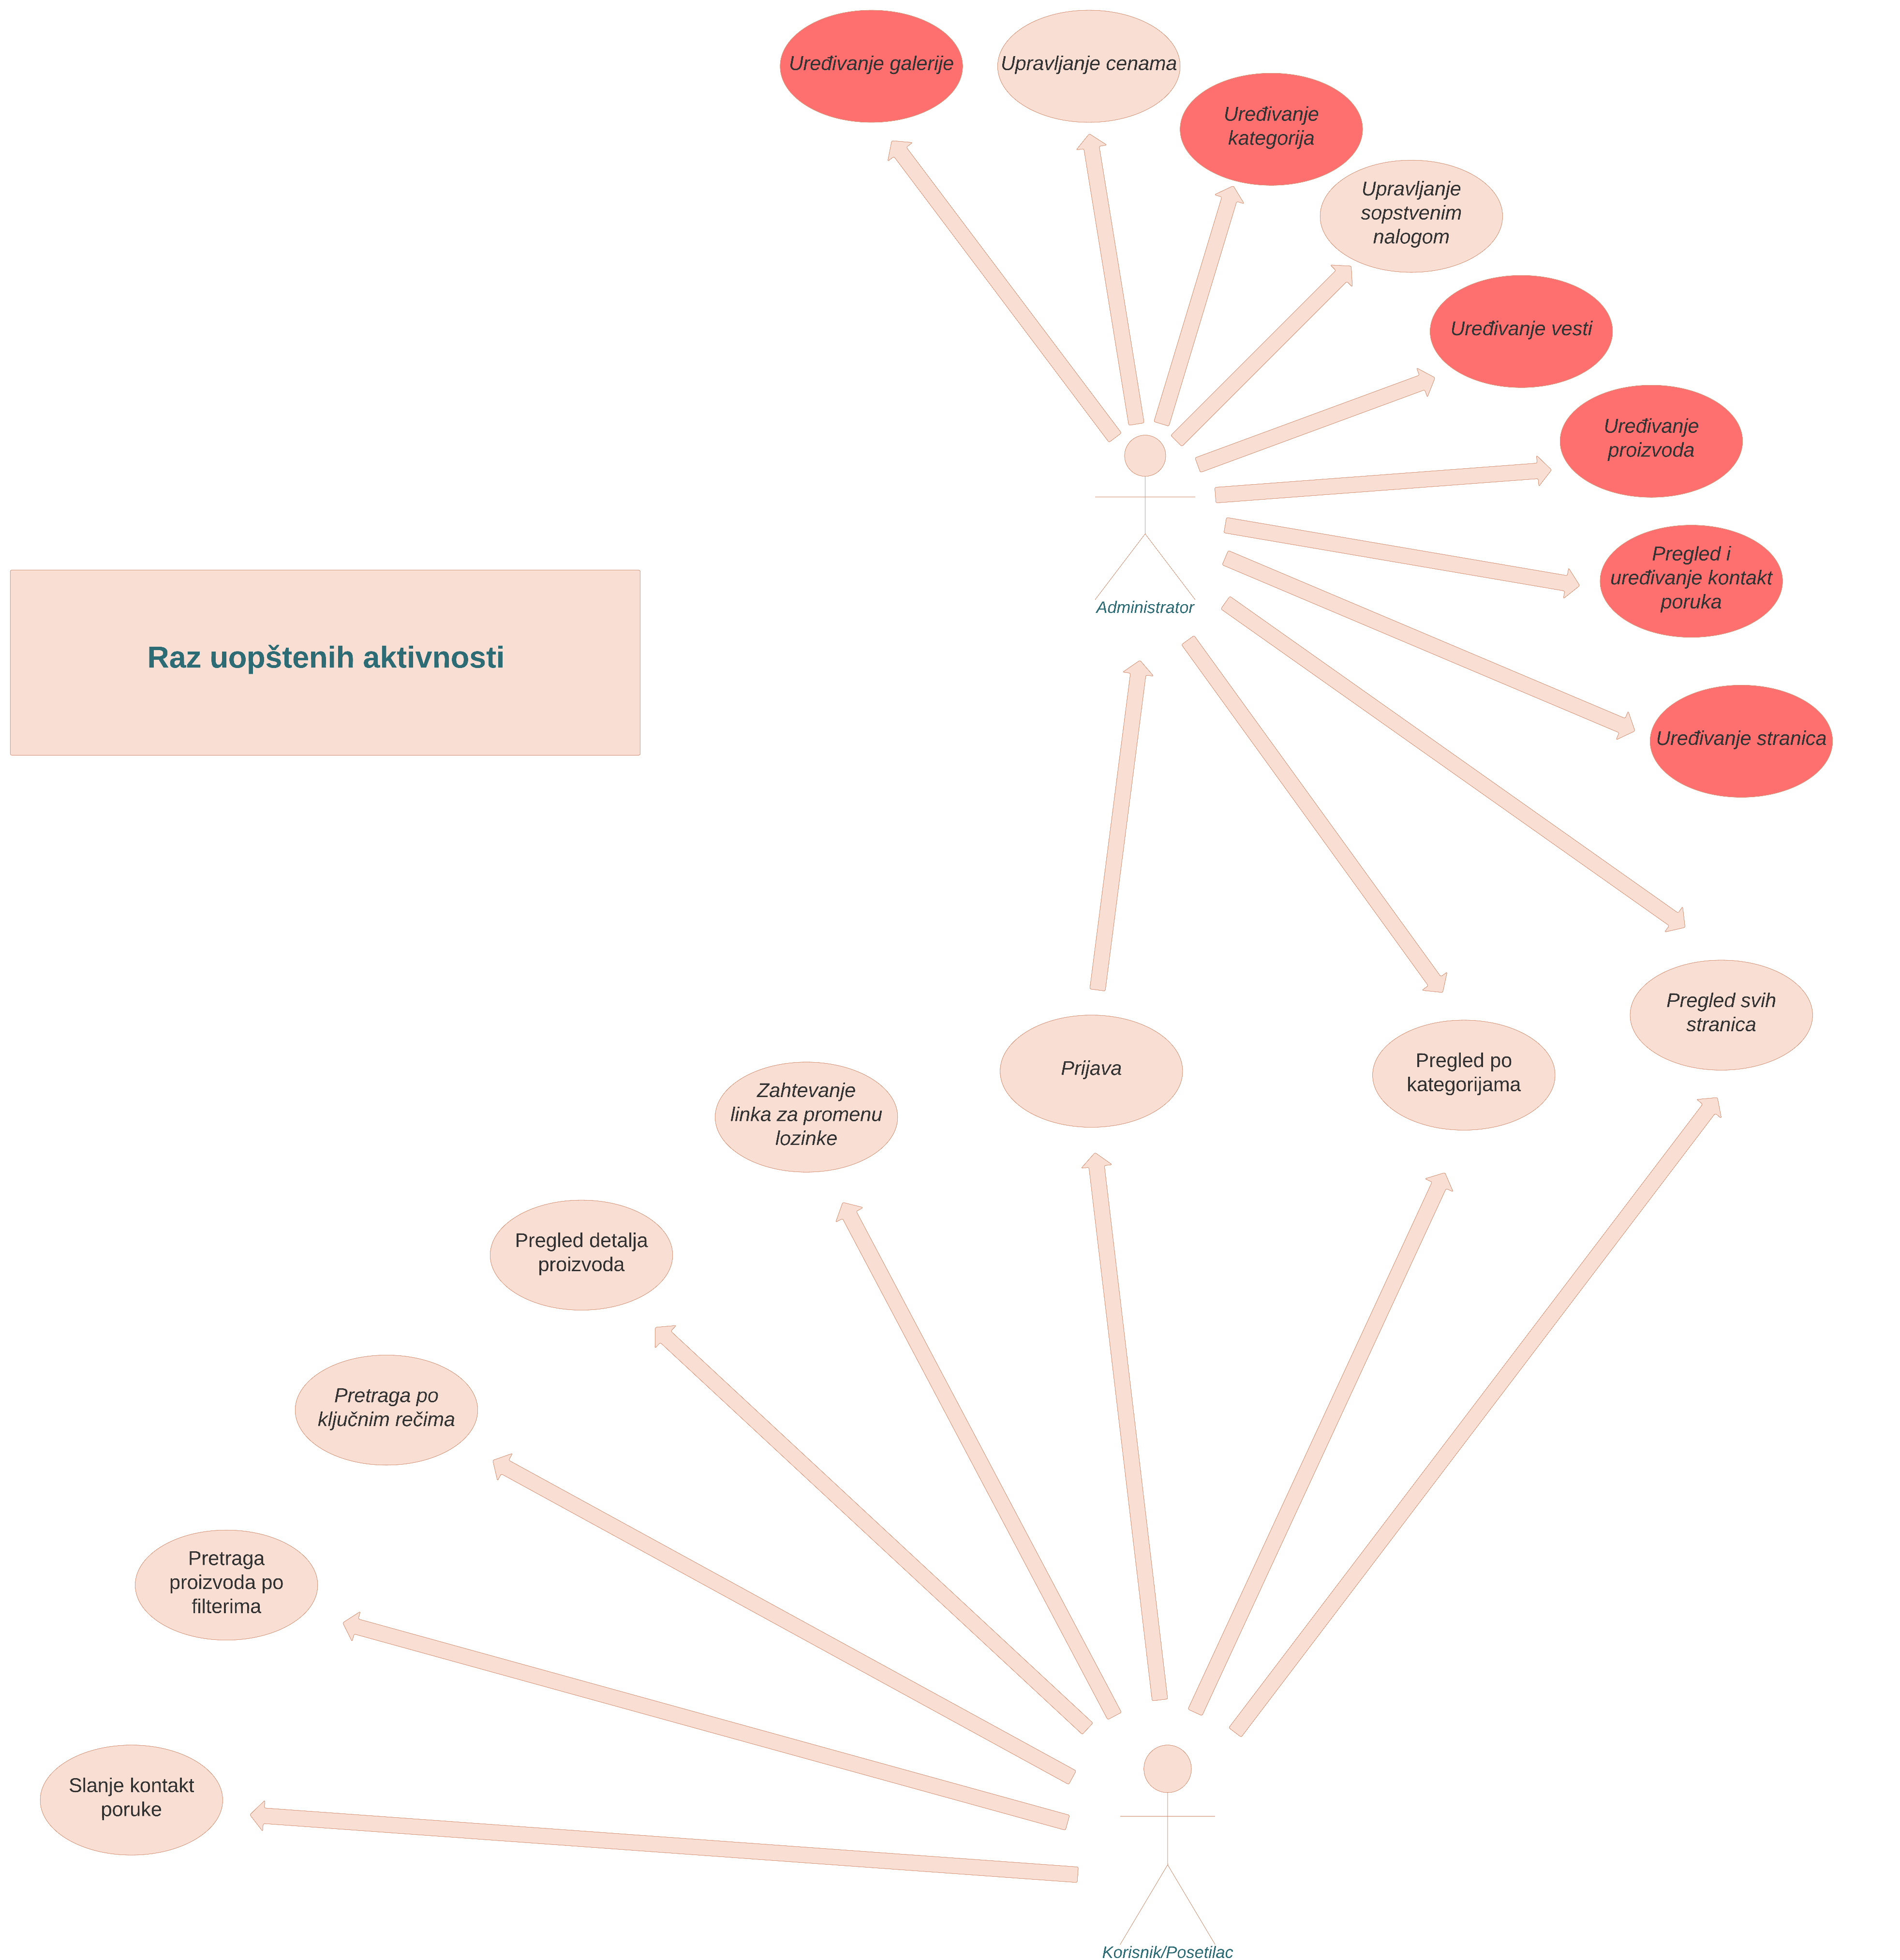 Uređivanje galerije
Upravljanje cenama
Uređivanje
kategorija
Upravljanje
sopstvenim
nalogom
Uređivanje vesti
Uređivanje
proizvoda
Pregled i
uređivanje kontakt
poruka
Administrator
Raz uopštenih aktivnosti
Uređivanje stranica
Pregled svih
stranica
Prijava
Pregled po
kategorijama
Zahtevanje
linka za promenu
lozinke
Pregled detalja
proizvoda
Pretraga po
ključnim rečima
Pretraga
proizvoda po
filterima
Slanje kontakt
poruke
Korisnik/Posetilac